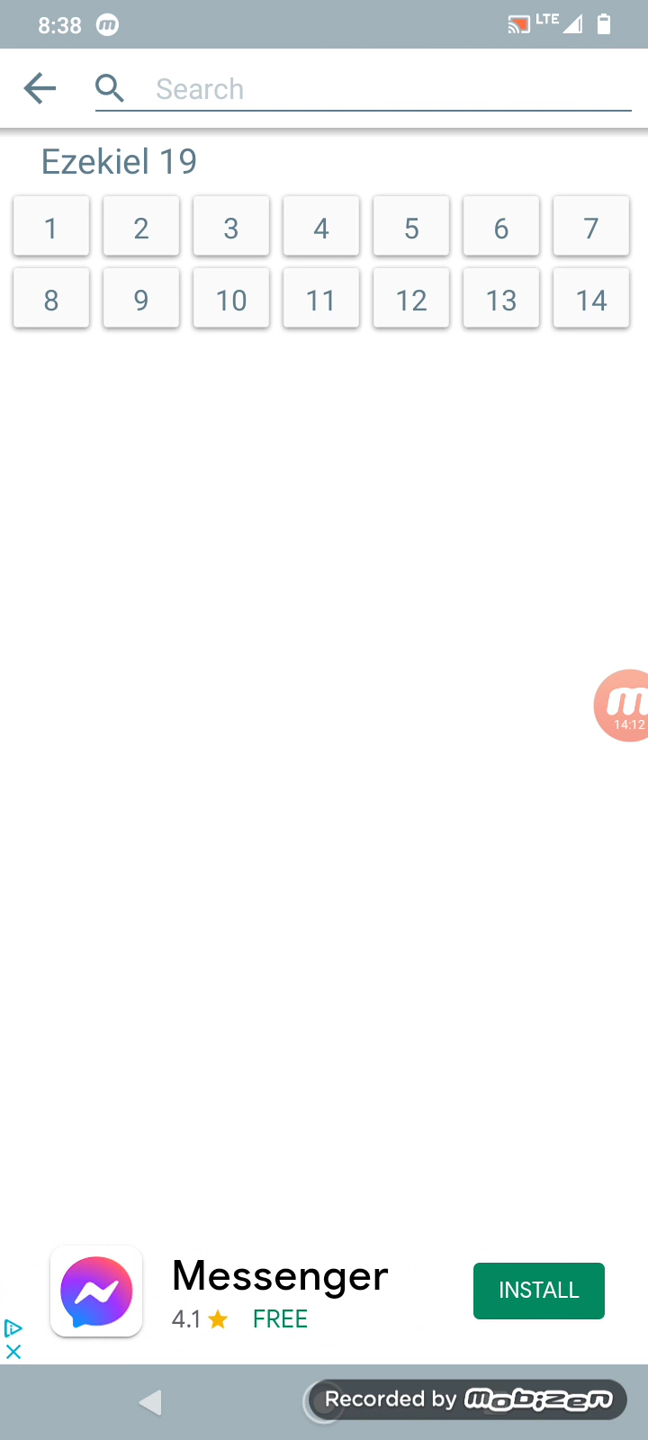 8:38
LTE
Search
Ezekiel 19
1 2 3 4 5 6 7
8 9 10 11 12 13 14
14:12
Messenger
4.1 FREE
INSTALL
Recorded by mobizen